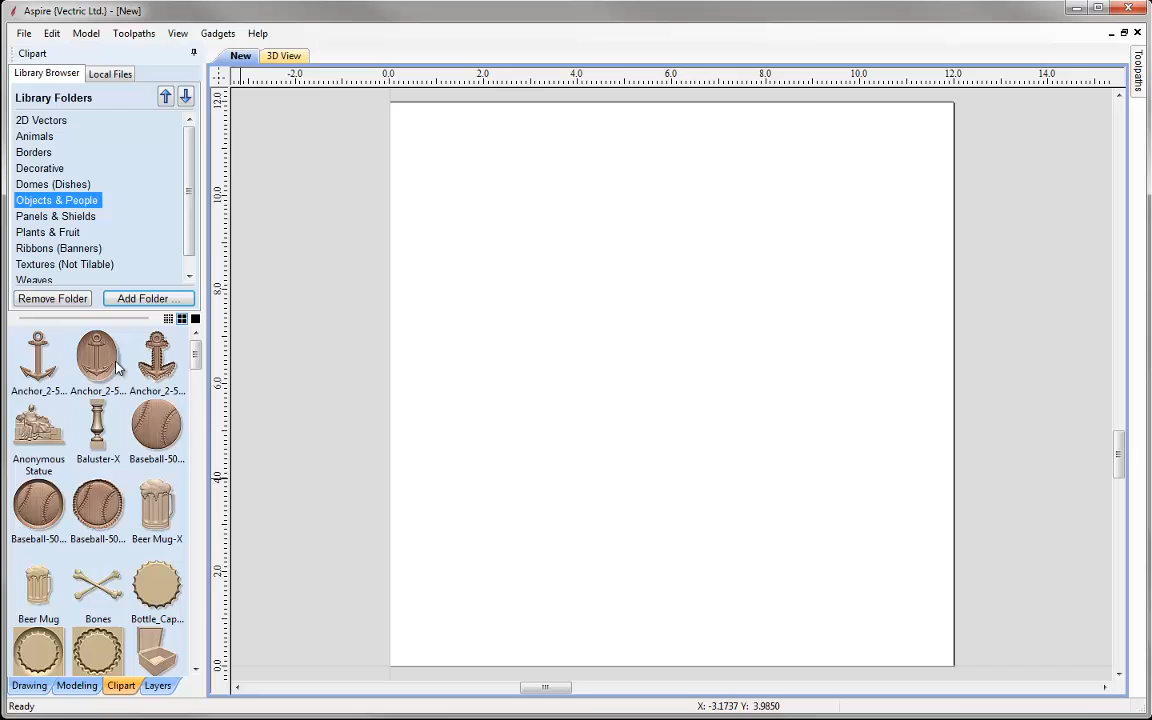 Aspire {Vectric Ltd.} - [New]
File Edit Model Toolpaths View Gadgets Help
Clipart
Library Browser Local Files
New 3D View
Toolpaths
Library Folders
-2.0 0.0 2.0 4.0 6.0 8.0 10.0 12.0 14.0
12.0
10.0
8.0
6.0
4.0
2.0
0.0
2D Vectors
Animals
Borders
Decorative
Domes (Dishes)
Objects & People
Panels & Shields
Plants & Fruit
Ribbons (Banners)
Textures (Not Tilable)
Weaves
Remove Folder Add Folder ...
Anchor_2-5... Anchor_2-5... Anchor_2-5...
Anonymous Statue Baluster-X Baseball-50...
Baseball-50... Baseball-50... Beer Mug-X
Beer Mug Bones Bottle_Cap...
Drawing Modeling Clipart Layers
Ready X: -3.1737 Y: 3.9850